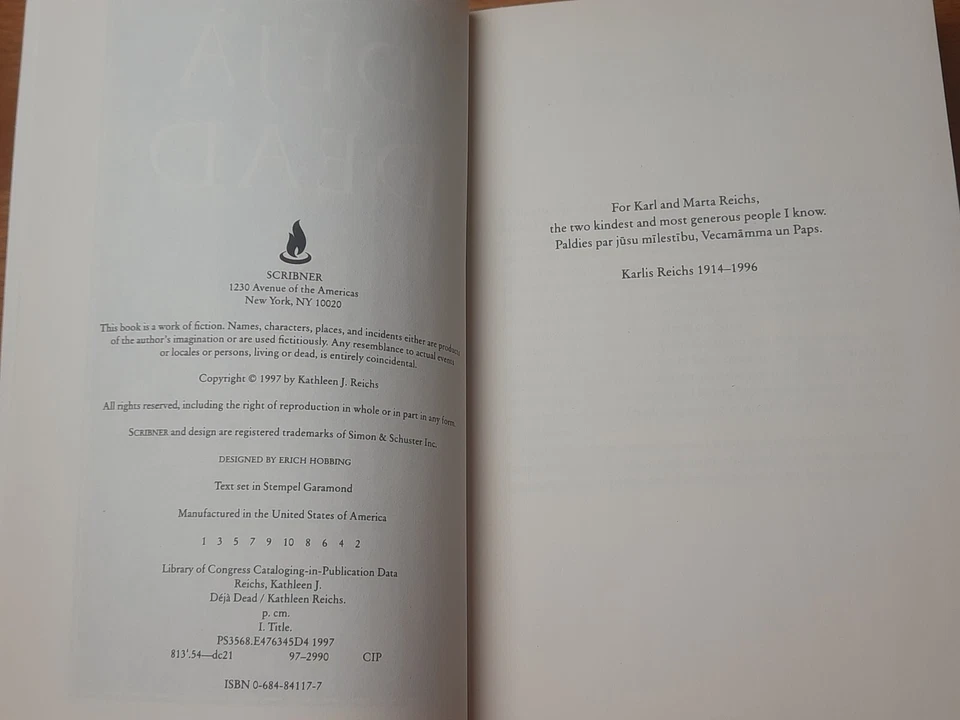 SCRIBNER
1230 Avenue of the Americas
New York, NY 10020
This book is a work of fiction. Names, characters, places, and incidents either are products
of the author's imagination or are used fictitiously. Any resemblance to actual events
or locales or persons, living or dead, is entirely coincidental.
Copyright © 1997 by Kathleen J. Reichs
All rights reserved, including the right of reproduction in whole or in part in any form.
SCRIBNER and design are registered trademarks of Simon & Schuster Inc.
DESIGNED BY ERICH HOBBING
Text set in Stempel Garamond
Manufactured in the United States of America
1 3 5 7 9 10 8 6 4 2
Library of Congress Cataloging-in-Publication Data
Reichs, Kathleen J.
Déjà Dead / Kathleen Reichs.
p. cm.
I. Title.
PS3568.E476345D4 1997
813'.54—dc21 97–2990 CIP
ISBN 0-684-84117-7
For Karl and Marta Reichs,
the two kindest and most generous people I know.
Paldies par jūsu mīlestību, Vecamāmma un Paps.
Karlis Reichs 1914–1996